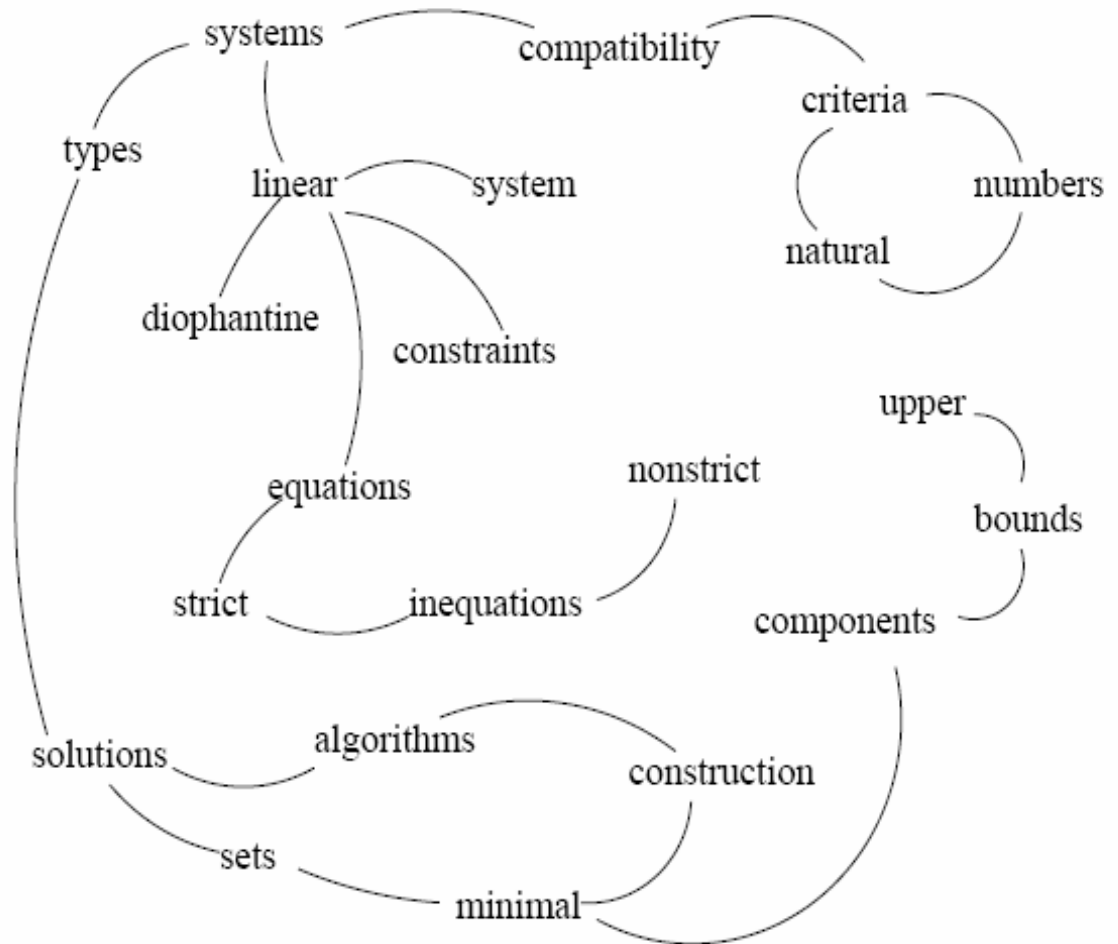 systems
compatibility
criteria
types
linear
system
numbers
natural
diophantine
constraints
upper
nonstrict
equations
bounds
strict
inequations
components
algorithms
solutions
construction
sets
minimal